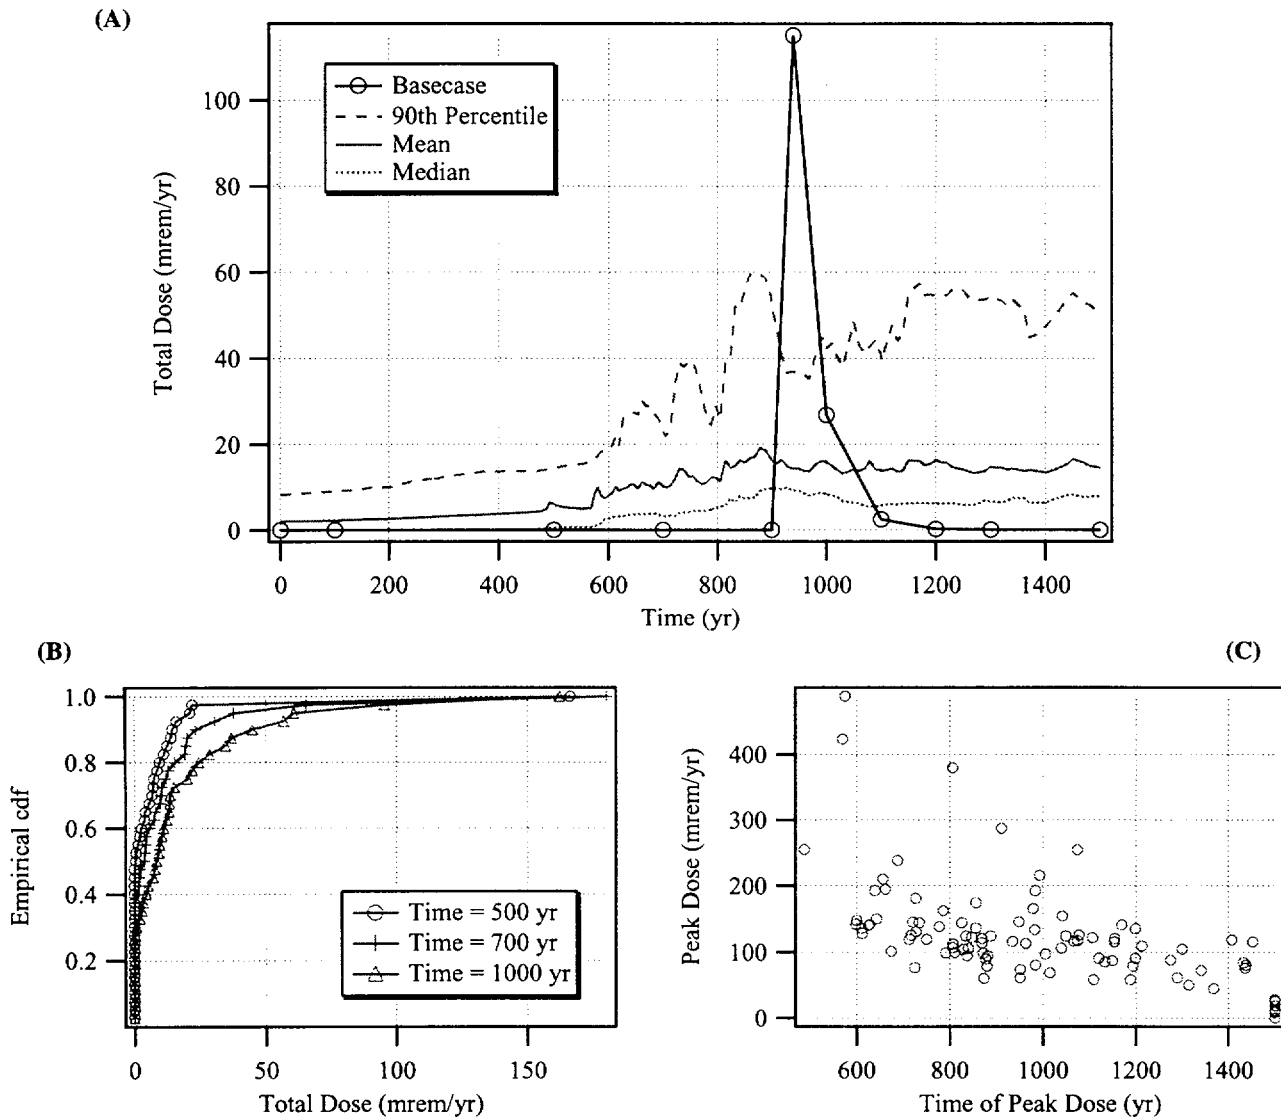 (A)
Total Dose (mrem/yr)
100
80
60
40
20
0
Basecase
90th Percentile
Mean
Median
0 200 400 600 800 1000 1200 1400
Time (yr)
(B)
Empirical cdf
1.0
0.8
0.6
0.4
0.2
Time = 500 yr
Time = 700 yr
Time = 1000 yr
0 50 100 150
Total Dose (mrem/yr)
(C)
Peak Dose (mrem/yr)
400
300
200
100
0
600 800 1000 1200 1400
Time of Peak Dose (yr)